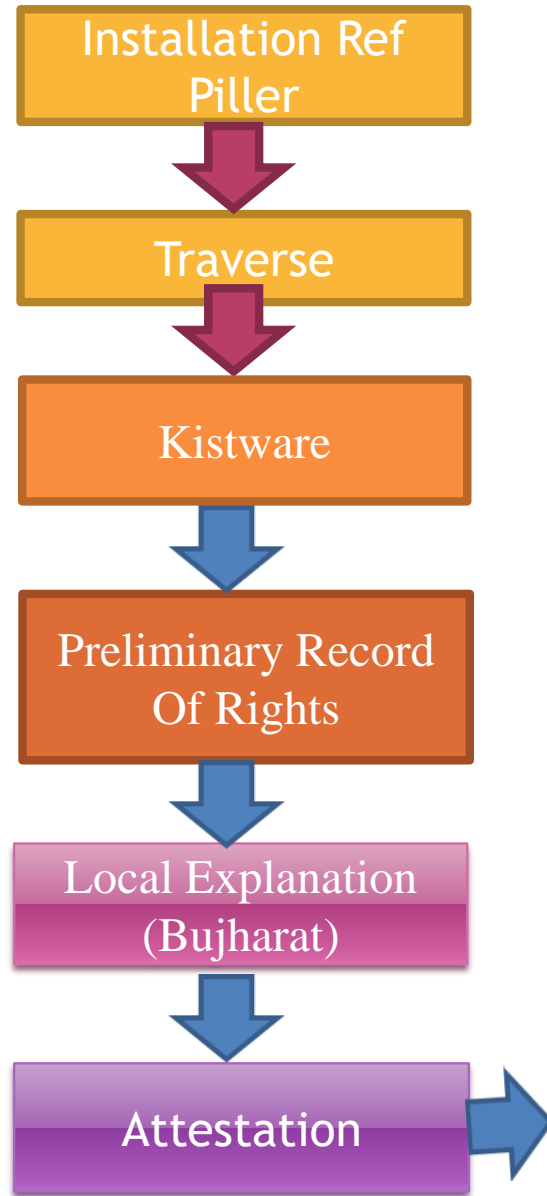 Installation Ref
Piller
Traverse
Kistware
Preliminary Record
Of Rights
Local Explanation
(Bujharat)
Attestation